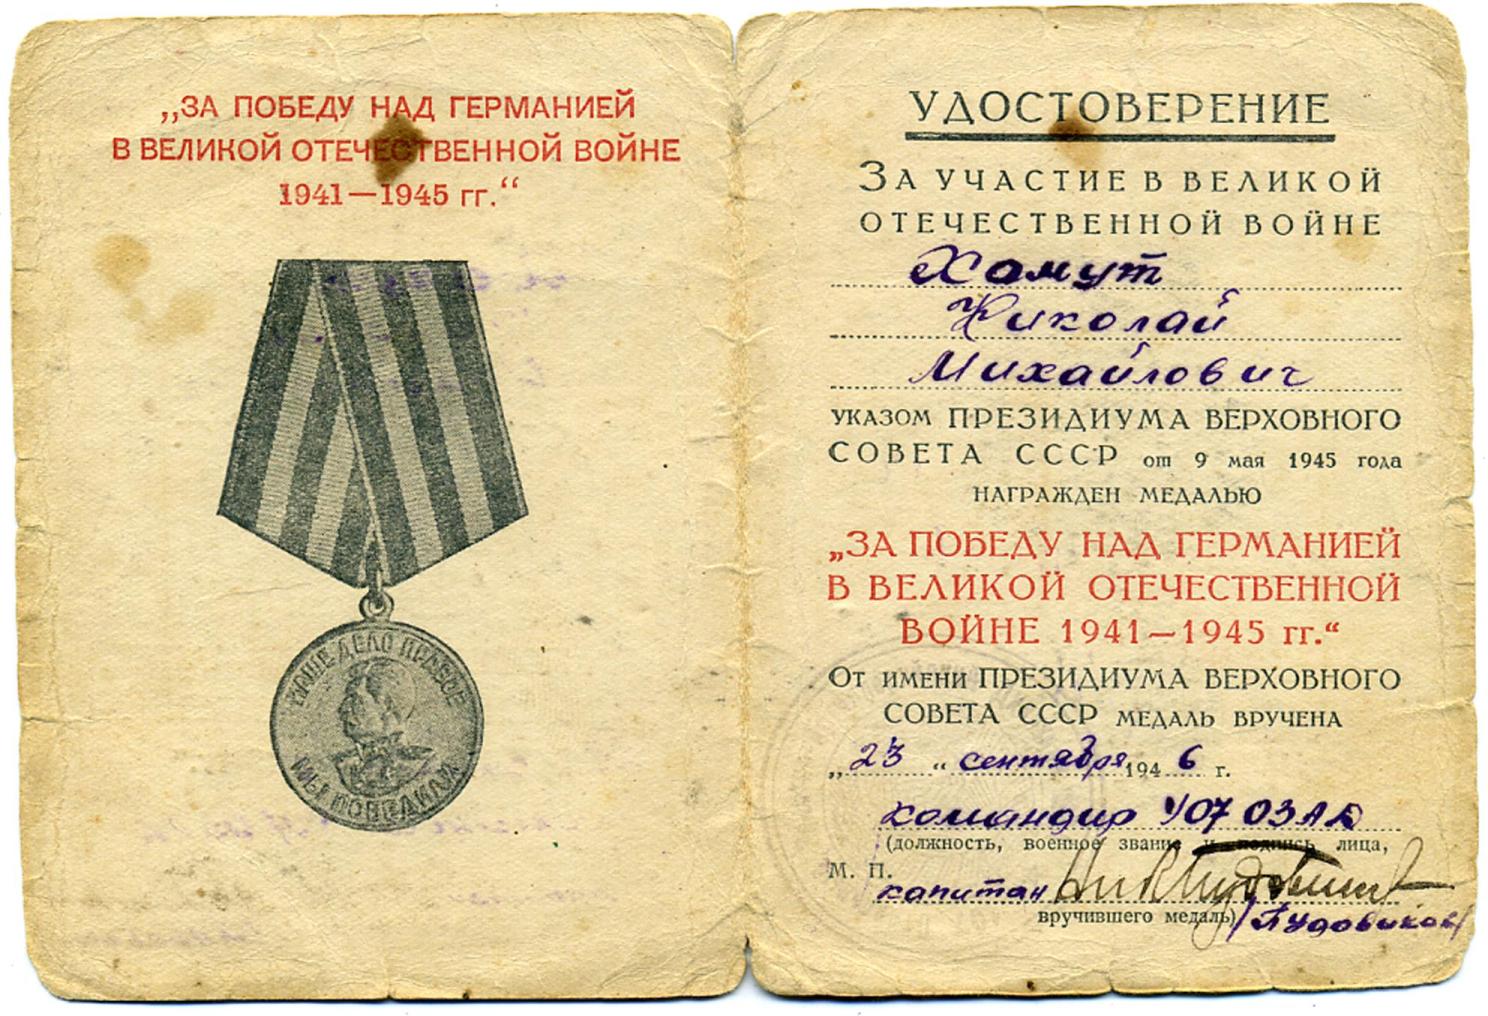 „ЗА ПОБЕДУ НАД ГЕРМАНИЕЙ
В ВЕЛИКОЙ ОТЕЧЕСТВЕННОЙ ВОЙНЕ
1941—1945 гг.“
НАШЕ ДЕЛО ПРАВОЕ
МЫ ПОБЕДИЛИ
УДОСТОВЕРЕНИЕ
ЗА УЧАСТИЕ В ВЕЛИКОЙ
ОТЕЧЕСТВЕННОЙ ВОЙНЕ
Хомут
Николай
Михайлович
УКАЗОМ ПРЕЗИДИУМА ВЕРХОВНОГО
СОВЕТА СССР от 9 мая 1945 года
НАГРАЖДЕН МЕДАЛЬЮ
„ЗА ПОБЕДУ НАД ГЕРМАНИЕЙ
В ВЕЛИКОЙ ОТЕЧЕСТВЕННОЙ
ВОЙНЕ 1941—1945 гг.“
От имени ПРЕЗИДИУМА ВЕРХОВНОГО
СОВЕТА СССР МЕДАЛЬ ВРУЧЕНА
„23“ сентября 1946 г.
командир 407 ОЗАД
(должность, военное звание и подпись лица,
М. П.
капитан
вручившего медаль) /Пудовиков/